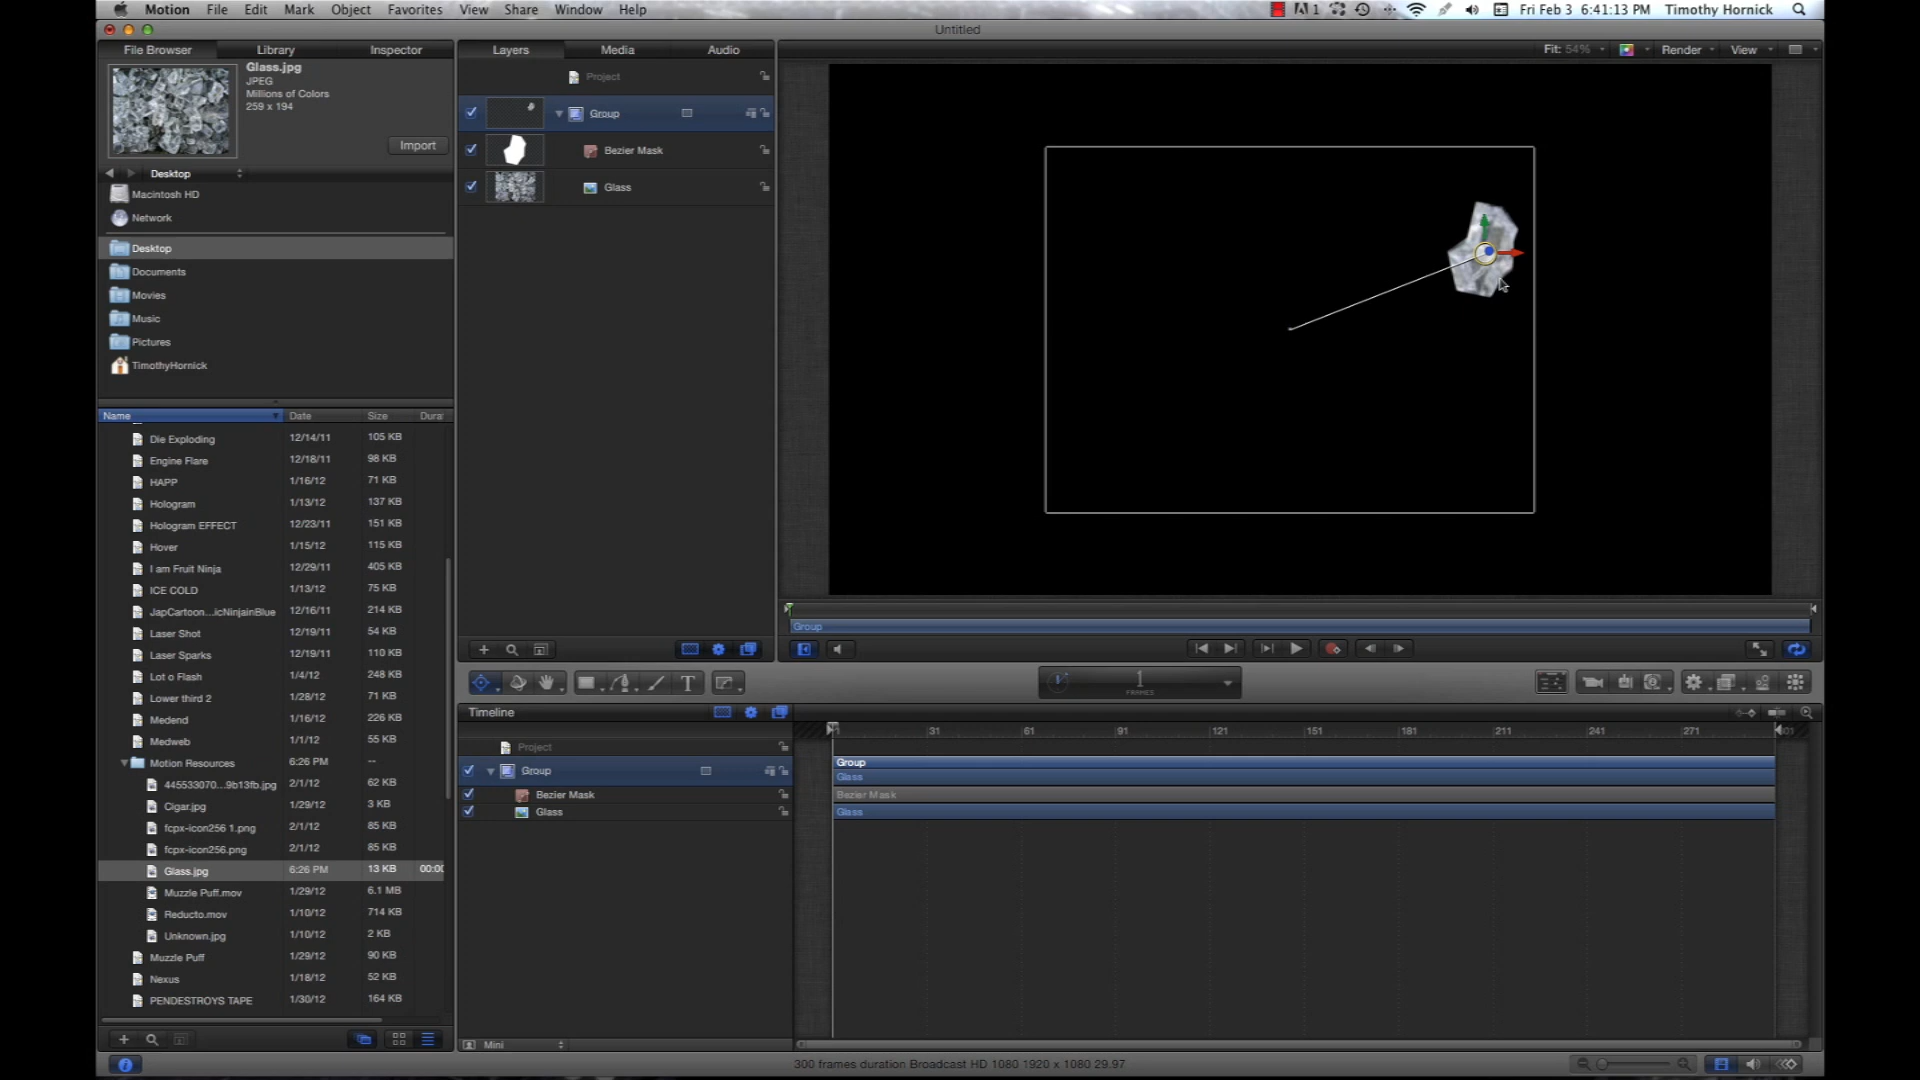 Motion File Edit Mark Object Favorites View Share Window Help
1 Fri Feb 3 6:41:13 PM Timothy Hornick
Untitled
File Browser Library Inspector
Layers Media Audio
Fit: 54% Render View
Glass.jpg
JPEG
Millions of Colors
259 x 194
Import
Desktop
Macintosh HD
Network
Desktop
Documents
Movies
Music
Pictures
TimothyHornick
Project
Group
Bezier Mask
Glass
Name Date Size Dura
Die Exploding 12/14/11 105 KB
Engine Flare 12/18/11 98 KB
HAPP 1/16/12 71 KB
Hologram 1/13/12 137 KB
Hologram EFFECT 12/23/11 151 KB
Hover 1/15/12 115 KB
I am Fruit Ninja 12/29/11 405 KB
ICE COLD 1/13/12 75 KB
JapCartoon...icNinjainBlue 12/16/11 214 KB
Laser Shot 12/19/11 54 KB
Laser Sparks 12/19/11 110 KB
Lot o Flash 1/4/12 248 KB
Lower third 2 1/28/12 71 KB
Medend 1/16/12 226 KB
Medweb 1/1/12 55 KB
Motion Resources 6:26 PM --
445533070...9b13fb.jpg 2/1/12 62 KB
Cigar.jpg 1/29/12 3 KB
fcpx-icon256 1.png 2/1/12 85 KB
fcpx-icon256.png 2/1/12 85 KB
Glass.jpg 6:26 PM 13 KB 00:00
Muzzle Puff.mov 1/29/12 6.1 MB
Reducto.mov 1/10/12 714 KB
Unknown.jpg 1/10/12 2 KB
Muzzle Puff 1/29/12 90 KB
Nexus 1/18/12 52 KB
PENDESTROYS TAPE 1/30/12 164 KB
Group
T
1
FRAMES
Timeline
31 61 91 121 151 181 211 241 271 301
Project
Group
Bezier Mask
Glass
Group
Glass
Bezier Mask
Glass
Mini
300 frames duration Broadcast HD 1080 1920 x 1080 29.97